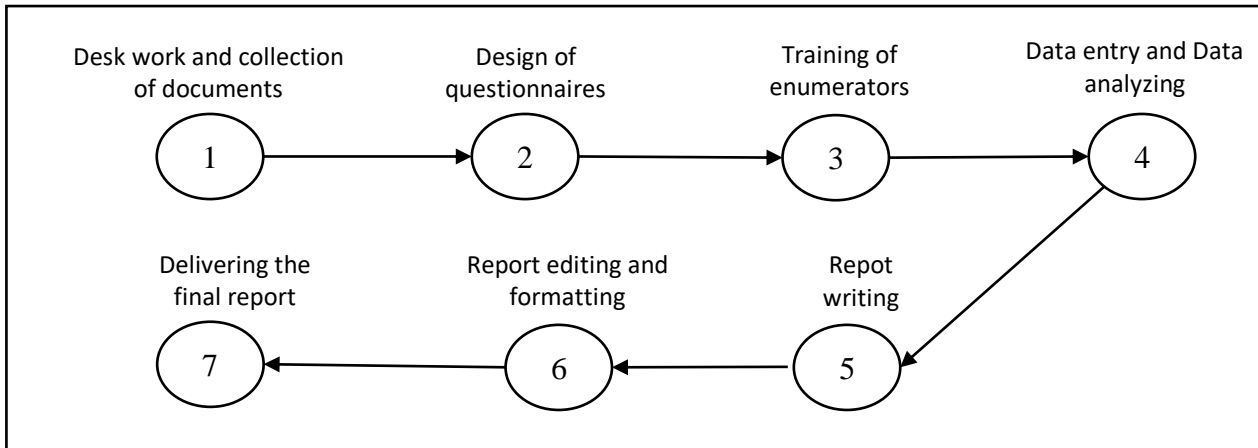 Desk work and collection
of documents
Design of
questionnaires
Training of
enumerators
Data entry and Data
analyzing
1
2
3
4
Delivering the
final report
Report editing and
formatting
Repot
writing
7
6
5